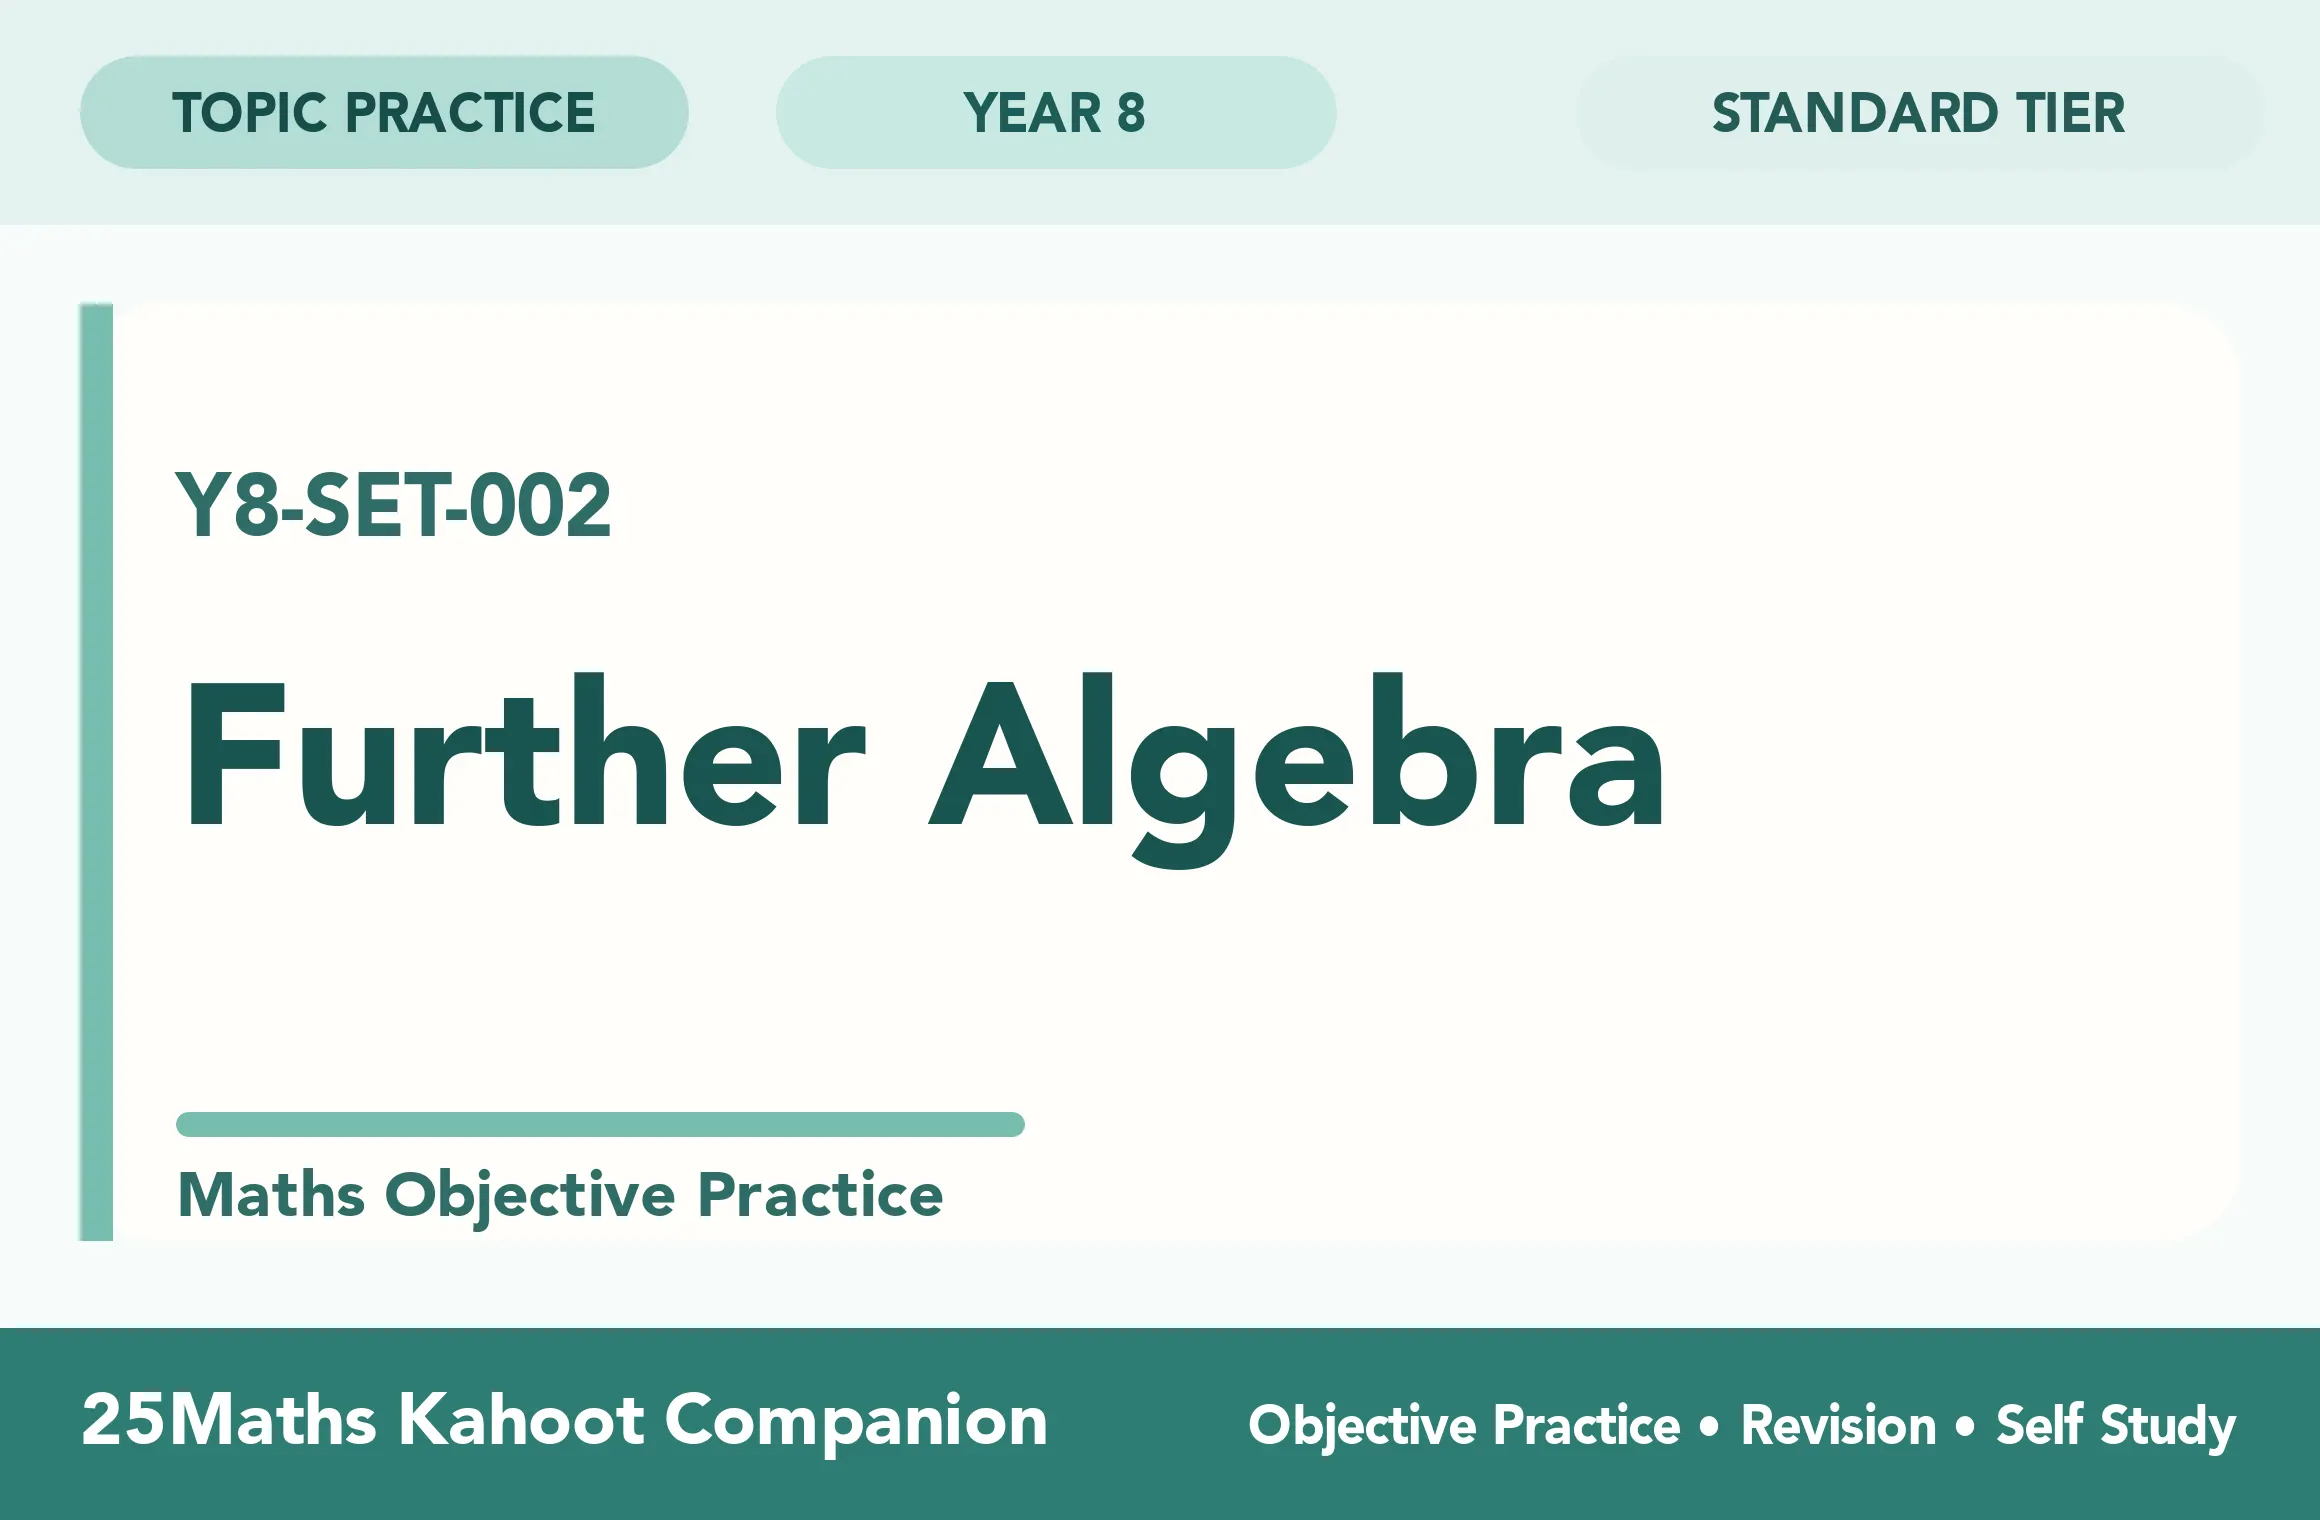 TOPIC PRACTICE
YEAR 8
STANDARD TIER
Y8-SET-002
Further Algebra
Maths Objective Practice
25Maths Kahoot Companion
Objective Practice • Revision • Self Study